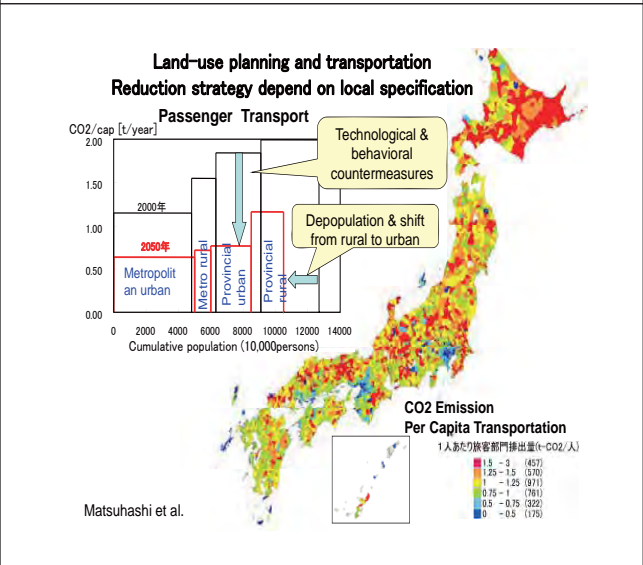 Land-use planning and transportation
Reduction strategy depend on local specification
Passenger Transport
CO2/cap [t/year]
2.00
1.50
1.00
0.50
0.00
2000年
2050年
Metropolit
an urban
Metro rural
Provincial
urban
Provincial
rural
Technological &
behavioral
countermeasures
Depopulation & shift
from rural to urban
0 2000 4000 6000 8000 10000 12000 14000
Cumulative population (10,000persons)
CO2 Emission
Per Capita Transportation
1人あたり旅客部門排出量(t-CO2/人)
1.5 - 3 (457)
1.25 - 1.5 (570)
1 - 1.25 (971)
0.75 - 1 (761)
0.5 - 0.75 (322)
0 - 0.5 (175)
Matsuhashi et al.